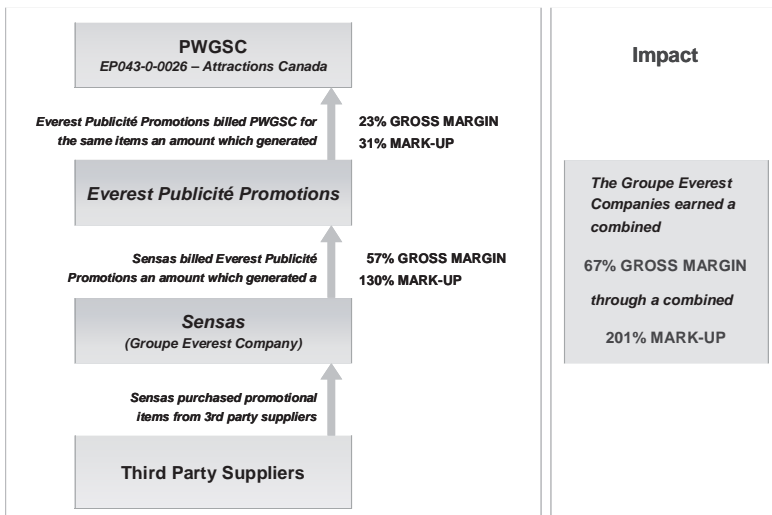 PWGSC
EP043-0-0026 – Attractions Canada
Everest Publicité Promotions billed PWGSC for
the same items an amount which generated
23% GROSS MARGIN
31% MARK-UP
Everest Publicité Promotions
Sensas billed Everest Publicité
Promotions an amount which generated a
57% GROSS MARGIN
130% MARK-UP
Sensas
(Groupe Everest Company)
Sensas purchased promotional
items from 3rd party suppliers
Third Party Suppliers
Impact
The Groupe Everest
Companies earned a
combined
67% GROSS MARGIN
through a combined
201% MARK-UP